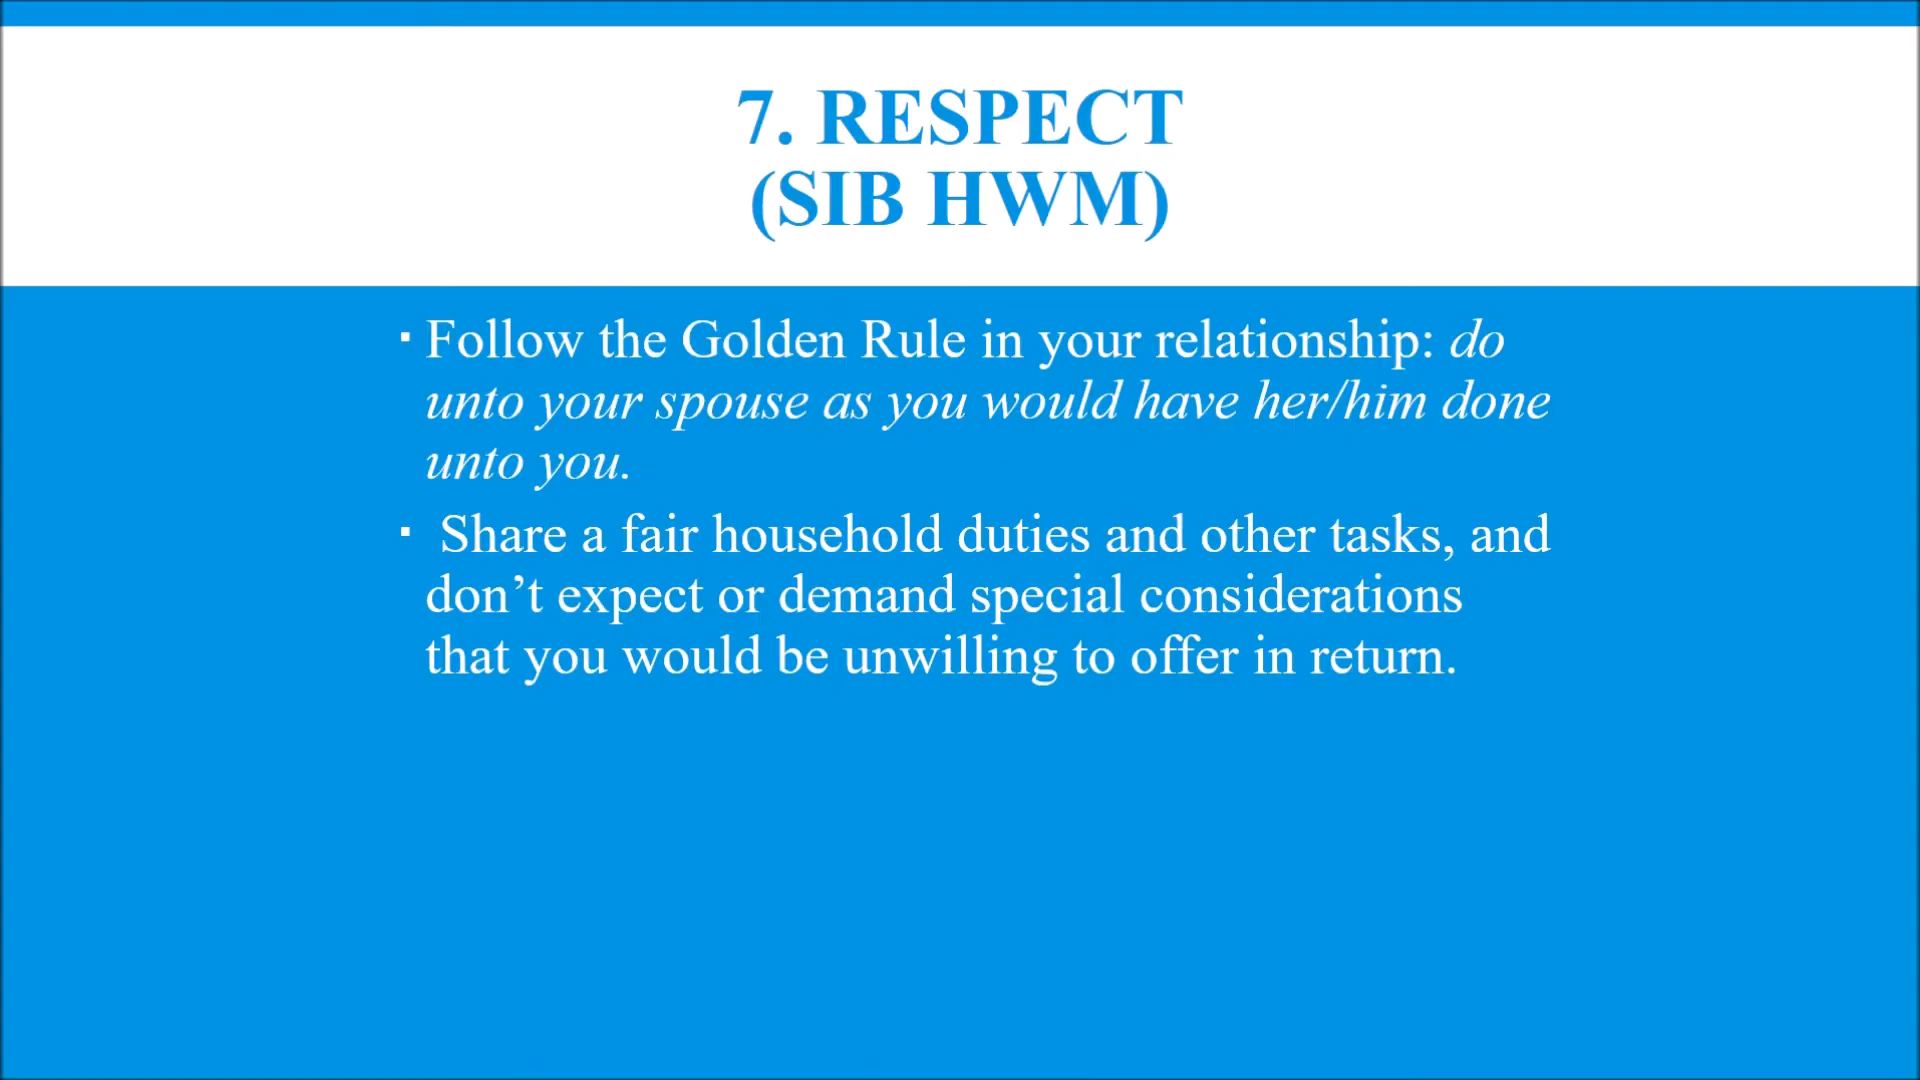 7. RESPECT
(SIB HWM)
▪ Follow the Golden Rule in your relationship: do
unto your spouse as you would have her/him done
unto you.
▪ Share a fair household duties and other tasks, and
don’t expect or demand special considerations
that you would be unwilling to offer in return.